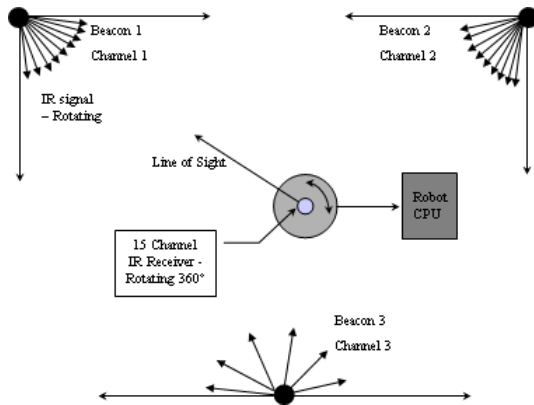 Beacon 1
Channel 1
IR signal
– Rotating
Beacon 2
Channel 2
Line of Sight
Robot
CPU
15 Channel
IR Receiver -
Rotating 360°
Beacon 3
Channel 3